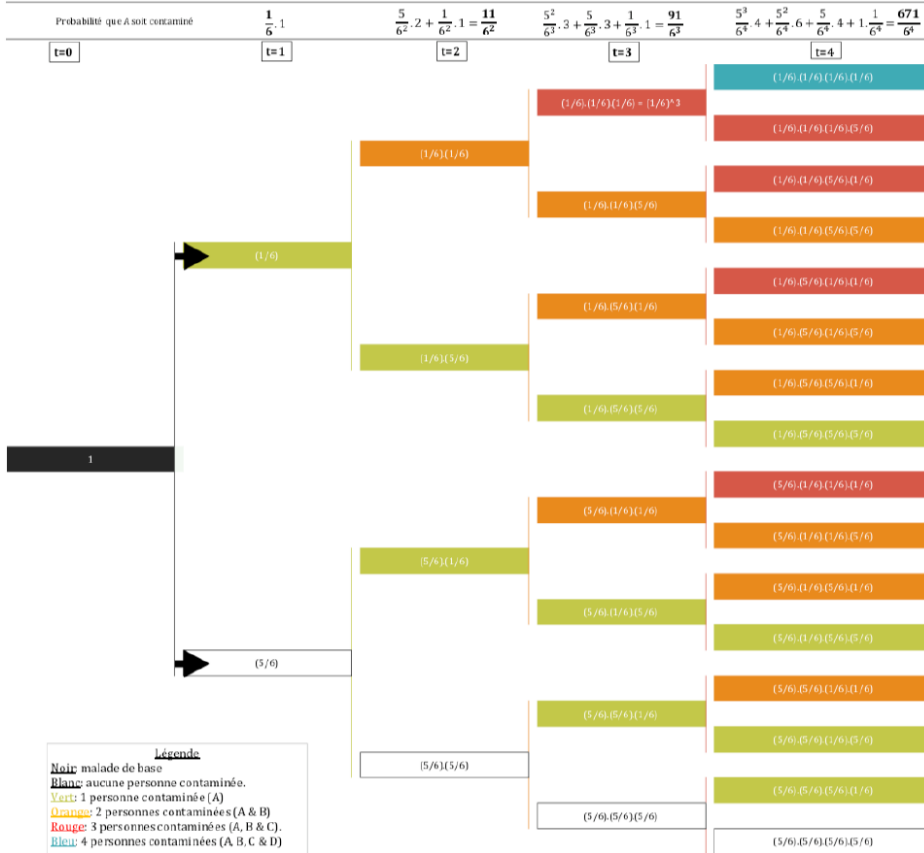 Probabilité que A soit contaminé
1/6 . 1
5/6² . 2 + 1/6² . 1 = 11/6²
5²/6³ . 3 + 5/6³ . 3 + 1/6³ . 1 = 91/6³
5³/6⁴ . 4 + 5²/6⁴ . 6 + 5/6⁴ . 4 + 1 . 1/6⁴ = 671/6⁴
t=0
t=1
t=2
t=3
t=4
(1/6).(1/6).(1/6).(1/6)
(1/6).(1/6)(1/6) = (1/6)^3
(1/6).(1/6).(1/6).(5/6)
(1/6)(1/6)
(1/6).(1/6).(5/6).(1/6)
(1/6).(1/6).(5/6)
(1/6).(1/6).(5/6).(5/6)
(1/6)
(1/6).(5/6).(1/6).(1/6)
(1/6).(5/6)(1/6)
(1/6).(5/6).(1/6).(5/6)
(1/6)(5/6)
(1/6).(5/6).(5/6).(1/6)
(1/6).(5/6).(5/6)
(1/6).(5/6).(5/6).(5/6)
1
(5/6).(1/6).(1/6).(1/6)
(5/6).(1/6)(1/6)
(5/6).(1/6).(1/6).(5/6)
(5/6)(1/6)
(5/6).(1/6).(5/6).(1/6)
(5/6).(1/6)(5/6)
(5/6).(1/6).(5/6).(5/6)
(5/6)
(5/6).(5/6).(1/6).(1/6)
(5/6).(5/6)(1/6)
(5/6).(5/6).(1/6).(5/6)
(5/6)(5/6)
(5/6).(5/6).(5/6).(1/6)
(5/6).(5/6).(5/6)
(5/6).(5/6).(5/6).(5/6)
Légende
Noir: malade de base
Blanc: aucune personne contaminée.
Vert: 1 personne contaminée (A)
Orange: 2 personnes contaminées (A & B)
Rouge: 3 personnes contaminées (A, B & C).
Bleu: 4 personnes contaminées (A, B, C & D)